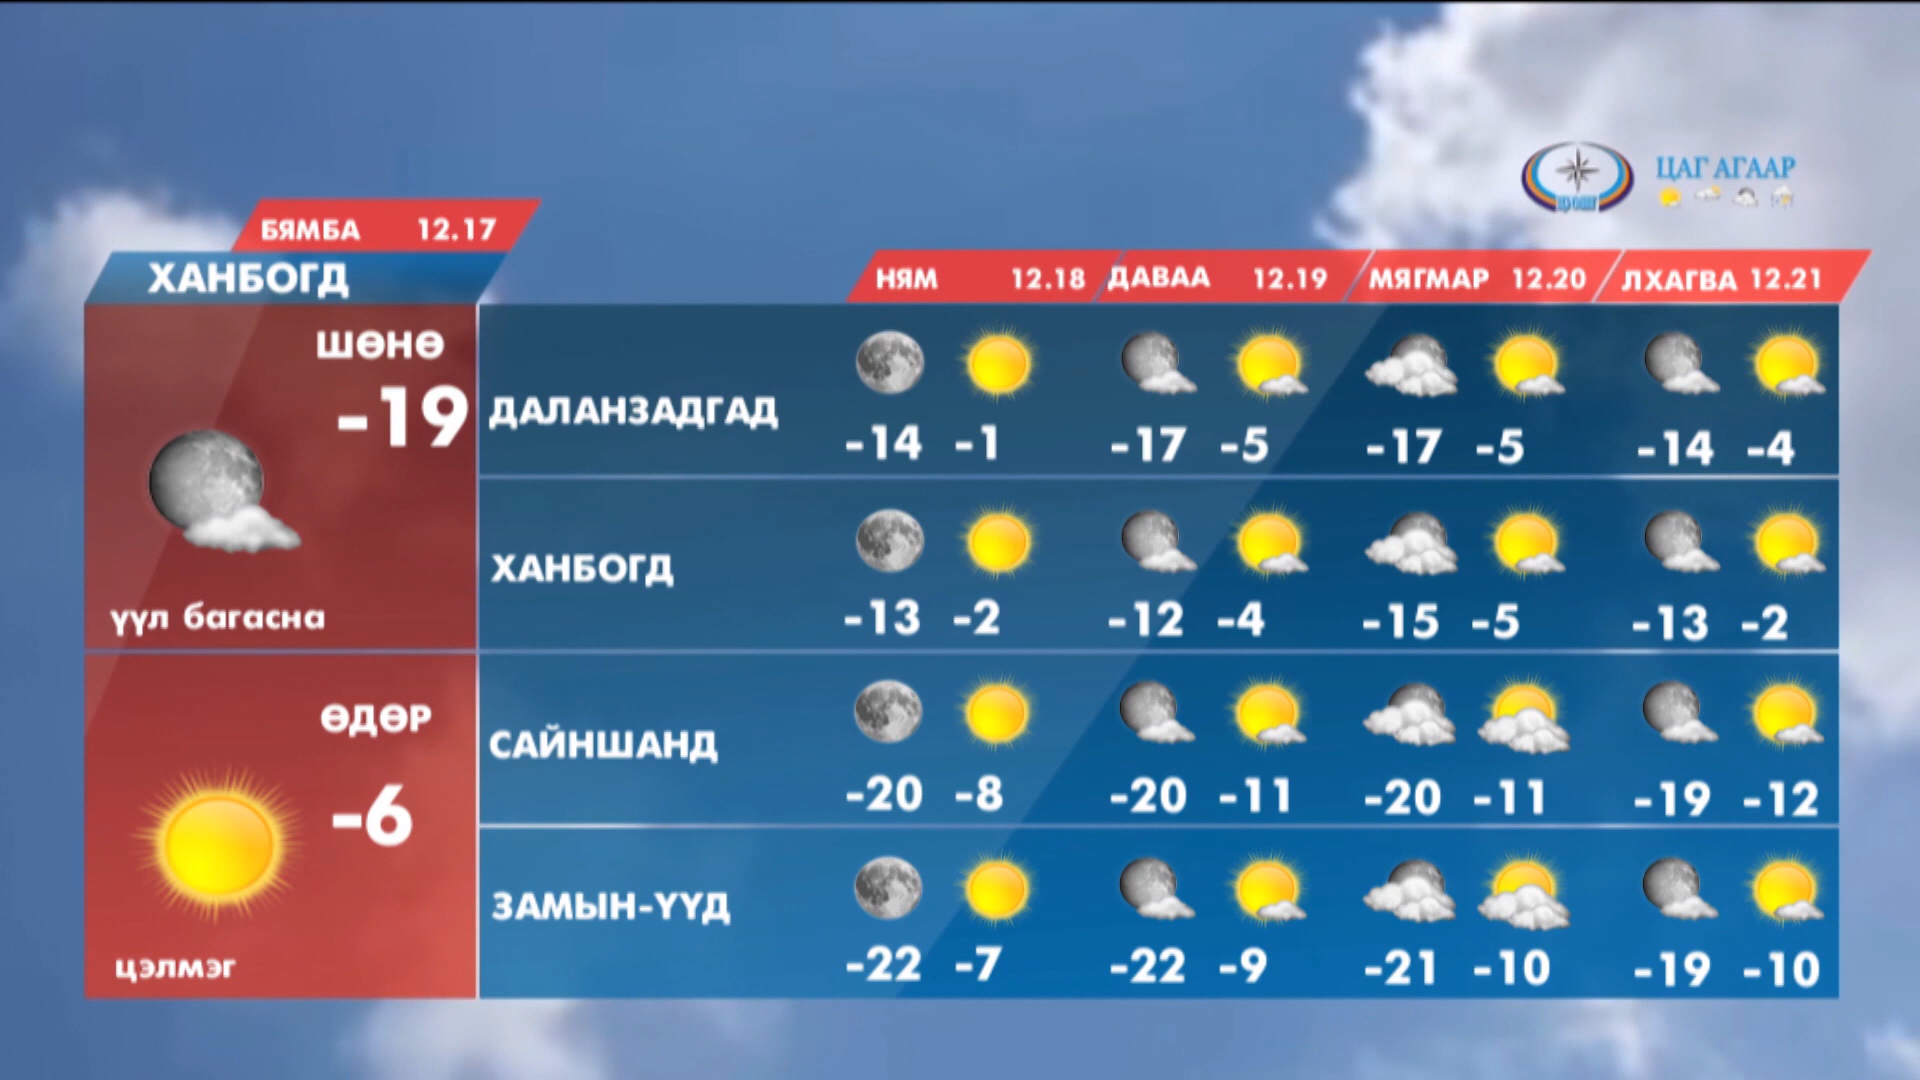 ЦАГ АГААР
ЦУОШГ
БЯМБА 12.17
ХАНБОГД
ШӨНӨ
-19
үүл багасна
ӨДӨР
-6
цэлмэг
НЯМ 12.18 ДАВАА 12.19 МЯГМАР 12.20 ЛХАГВА 12.21
ДАЛАНЗАДГАД -14 -1 -17 -5 -17 -5 -14 -4
ХАНБОГД -13 -2 -12 -4 -15 -5 -13 -2
САЙНШАНД -20 -8 -20 -11 -20 -11 -19 -12
ЗАМЫН-ҮҮД -22 -7 -22 -9 -21 -10 -19 -10